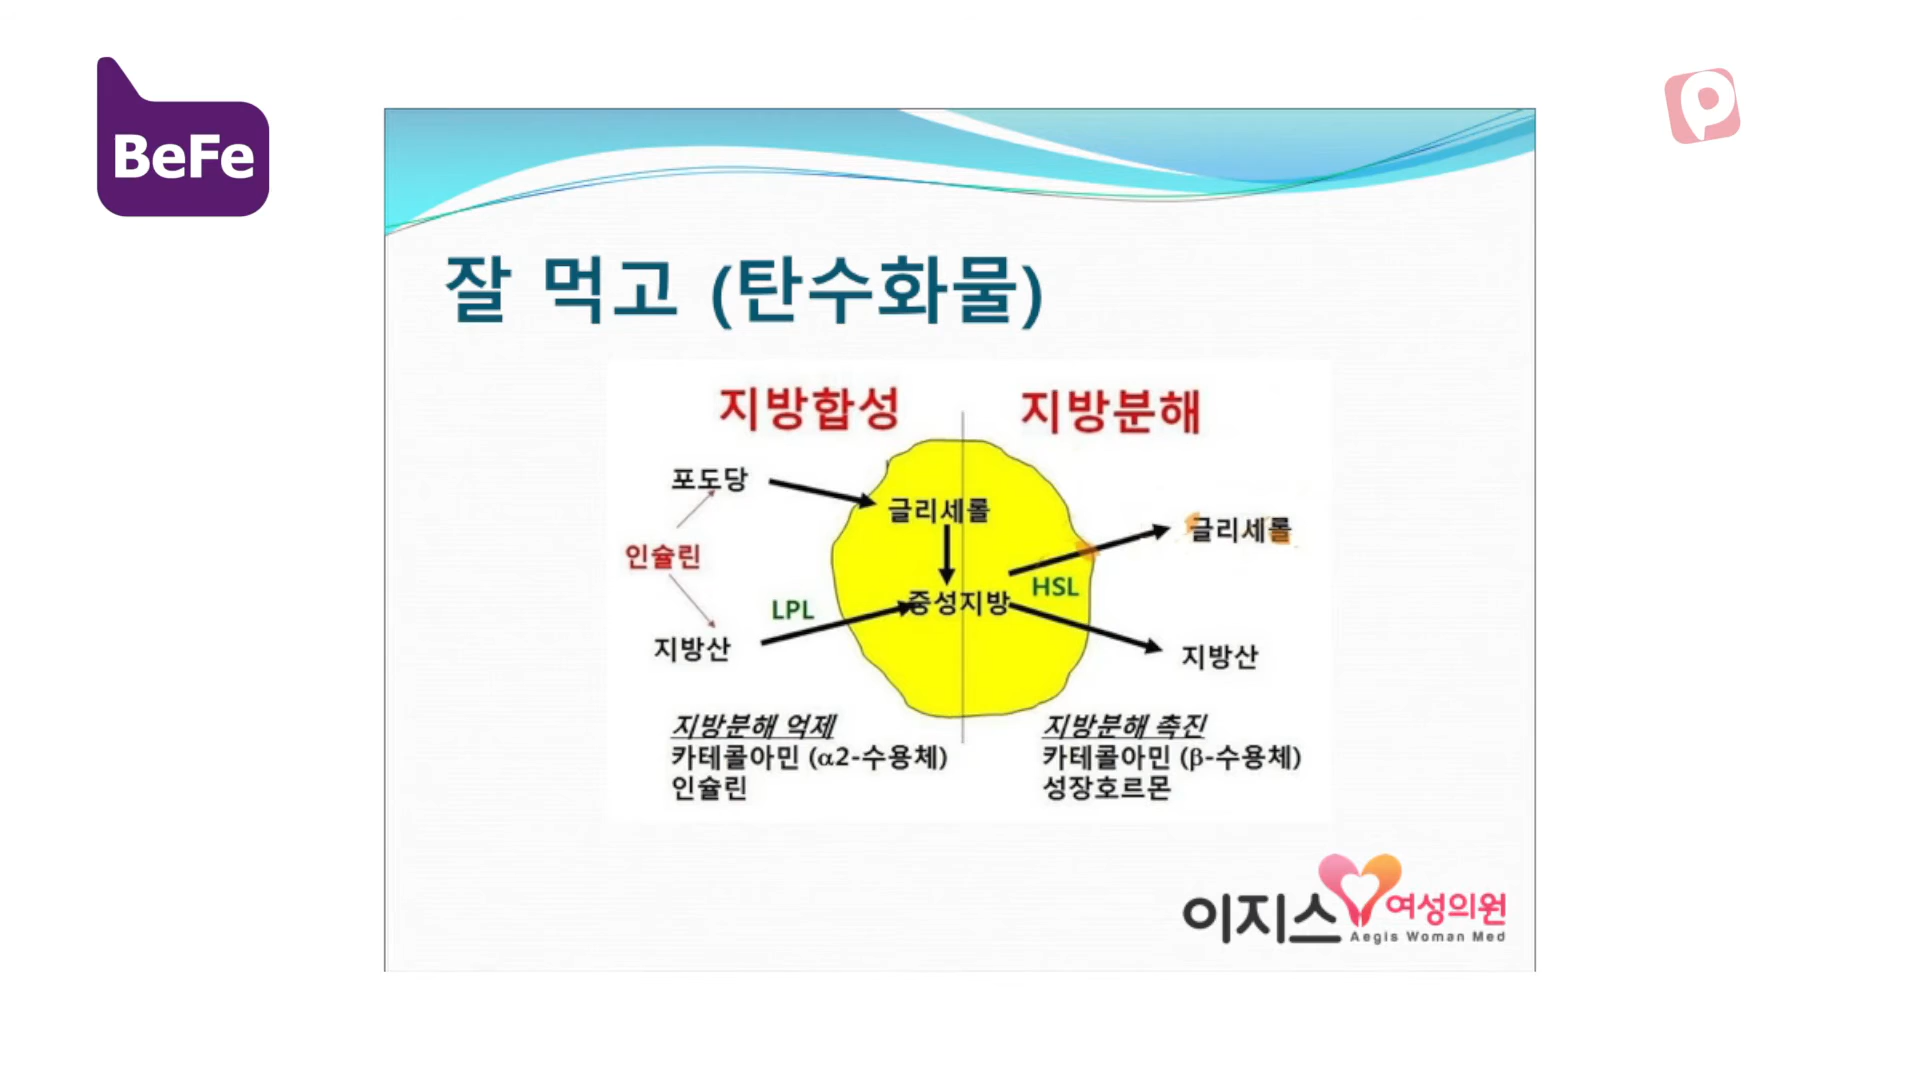 BeFe
잘 먹고 (탄수화물)
지방합성
지방분해
포도당
글리세롤
글리세롤
인슐린
HSL
LPL
중성지방
지방산
지방산
지방분해 억제
카테콜아민 (α2-수용체)
인슐린
지방분해 촉진
카테콜아민 (β-수용체)
성장호르몬
이지스 여성의원
Aegis Woman Med